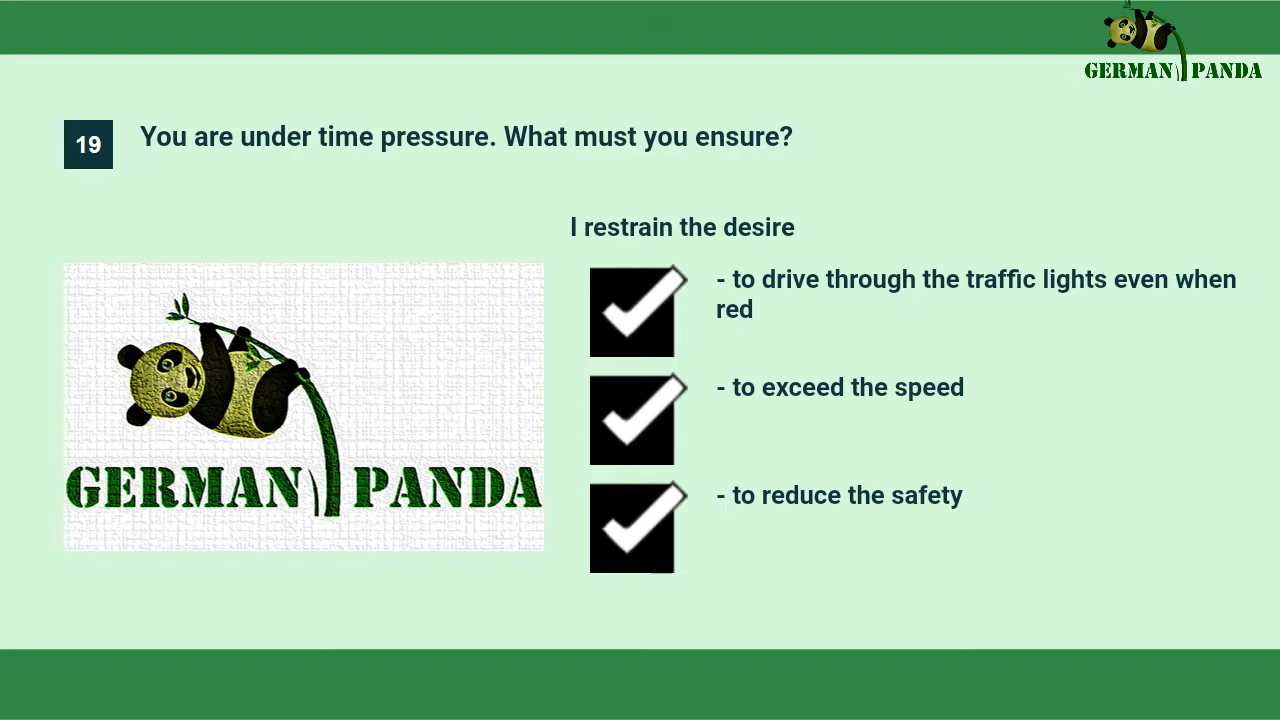 GERMAN PANDA
19
You are under time pressure. What must you ensure?
I restrain the desire
- to drive through the traffic lights even when
red
- to exceed the speed
- to reduce the safety
GERMAN PANDA